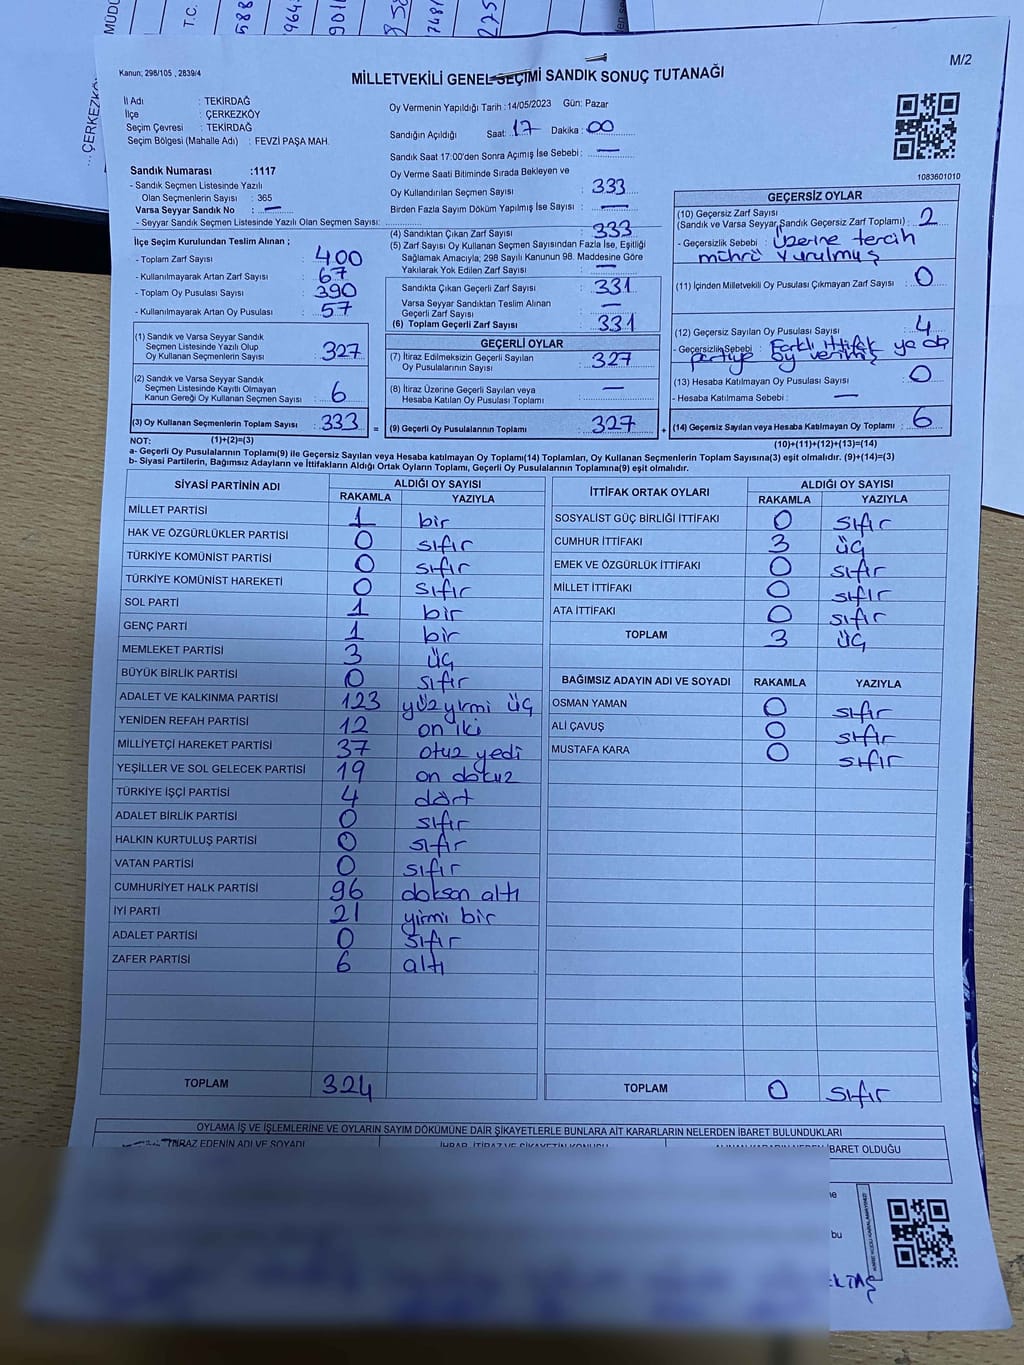 M/2
Kanun; 298/105 , 2839/4
MİLLETVEKİLİ GENEL SEÇİMİ SANDIK SONUÇ TUTANAĞI
İl Adı : TEKİRDAĞ
İlçe : ÇERKEZKÖY
Seçim Çevresi : TEKİRDAĞ
Seçim Bölgesi (Mahalle Adı) : FEVZİ PAŞA MAH.
Sandık Numarası :1117
- Sandık Seçmen Listesinde Yazılı
Olan Seçmenlerin Sayısı : 365
Varsa Seyyar Sandık No : —
- Seyyar Sandık Seçmen Listesinde Yazılı Olan Seçmen Sayısı:
İlçe Seçim Kurulundan Teslim Alınan ;
- Toplam Zarf Sayısı : 400
- Kullanılmayarak Artan Zarf Sayısı : 67
- Toplam Oy Pusulası Sayısı : 390
- Kullanılmayarak Artan Oy Pusulası : 57
(1) Sandık ve Varsa Seyyar Sandık
Seçmen Listesinde Yazılı Olup
Oy Kullanan Seçmenlerin Sayısı : 327
(2) Sandık ve Varsa Seyyar Sandık
Seçmen Listesinde Kayıtlı Olmayan
Kanun Gereği Oy Kullanan Seçmen Sayısı : 6
(3) Oy Kullanan Seçmenlerin Toplam Sayısı : 333 =
Oy Vermenin Yapıldığı Tarih : 14/05/2023 Gün: Pazar
Sandığın Açıldığı Saat: 17 Dakika : 00
Sandık Saat 17:00'den Sonra Açımış İse Sebebi : —
Oy Verme Saati Bitiminde Sırada Bekleyen ve
Oy Kullandırılan Seçmen Sayısı : 333
Birden Fazla Sayım Döküm Yapılmış İse Sayısı : —
(4) Sandıktan Çıkan Zarf Sayısı : 333
(5) Zarf Sayısı Oy Kullanan Seçmen Sayısından Fazla İse, Eşitliği
Sağlamak Amacıyla; 298 Sayılı Kanunun 98. Maddesine Göre
Yakılarak Yok Edilen Zarf Sayısı : —
Sandıkta Çıkan Geçerli Zarf Sayısı : 331
Varsa Seyyar Sandıktan Teslim Alınan
Geçerli Zarf Sayısı : —
(6) Toplam Geçerli Zarf Sayısı : 331
GEÇERLİ OYLAR
(7) İtiraz Edilmeksizin Geçerli Sayılan
Oy Pusulalarının Sayısı : 327
(8) İtiraz Üzerine Geçerli Sayılan veya
Hesaba Katılan Oy Pusulası Toplamı : —
(9) Geçerli Oy Pusulalarının Toplamı : 327 +
1083601010
GEÇERSİZ OYLAR
(10) Geçersiz Zarf Sayısı
(Sandık ve Varsa Seyyar Sandık Geçersiz Zarf Toplamı) : 2
- Geçersizlik Sebebi : Üzerine tercih
mührü vurulmuş
(11) İçinden Milletvekili Oy Pusulası Çıkmayan Zarf Sayısı : 0
(12) Geçersiz Sayılan Oy Pusulası Sayısı : 4
- Geçersizlik Sebebi : Farklı ittifak ya da
partiye oy verilmiş
(13) Hesaba Katılmayan Oy Pusulası Sayısı : 0
- Hesaba Katılmama Sebebi : —
(14) Geçersiz Sayılan veya Hesaba Katılmayan Oy Toplamı : 6
NOT: (1)+(2)=(3) (10)+(11)+(12)+(13)=(14)
a- Geçerli Oy Pusulalarının Toplamı(9) ile Geçersiz Sayılan veya Hesaba katılmayan Oy Toplamı(14) Toplamları, Oy Kullanan Seçmenlerin Toplam Sayısına(3) eşit olmalıdır. (9)+(14)=(3)
b- Siyasi Partilerin, Bağımsız Adayların ve İttifakların Aldığı Ortak Oyların Toplamı, Geçerli Oy Pusulalarının Toplamına(9) eşit olmalıdır.
SİYASİ PARTİNİN ADI ALDIĞI OY SAYISI
RAKAMLA YAZIYLA
MİLLET PARTİSİ 1 bir
HAK VE ÖZGÜRLÜKLER PARTİSİ 0 sıfır
TÜRKİYE KOMÜNİST PARTİSİ 0 sıfır
TÜRKİYE KOMÜNİST HAREKETİ 0 sıfır
SOL PARTİ 1 bir
GENÇ PARTİ 1 bir
MEMLEKET PARTİSİ 3 üç
BÜYÜK BİRLİK PARTİSİ 0 sıfır
ADALET VE KALKINMA PARTİSİ 123 yüzyirmi üç
YENİDEN REFAH PARTİSİ 12 on iki
MİLLİYETÇİ HAREKET PARTİSİ 37 otuz yedi
YEŞİLLER VE SOL GELECEK PARTİSİ 19 on dokuz
TÜRKİYE İŞÇİ PARTİSİ 4 dört
ADALET BİRLİK PARTİSİ 0 sıfır
HALKIN KURTULUŞ PARTİSİ 0 sıfır
VATAN PARTİSİ 0 sıfır
CUMHURİYET HALK PARTİSİ 96 doksan altı
İYİ PARTİ 21 yirmi bir
ADALET PARTİSİ 0 sıfır
ZAFER PARTİSİ 6 altı
TOPLAM 324
İTTİFAK ORTAK OYLARI ALDIĞI OY SAYISI
RAKAMLA YAZIYLA
SOSYALİST GÜÇ BİRLİĞİ İTTİFAKI 0 sıfır
CUMHUR İTTİFAKI 3 üç
EMEK VE ÖZGÜRLÜK İTTİFAKI 0 sıfır
MİLLET İTTİFAKI 0 sıfır
ATA İTTİFAKI 0 sıfır
TOPLAM 3 üç
BAĞIMSIZ ADAYIN ADI VE SOYADI RAKAMLA YAZIYLA
OSMAN YAMAN 0 sıfır
ALİ ÇAVUŞ 0 sıfır
MUSTAFA KARA 0 sıfır
TOPLAM 0 sıfır
OYLAMA İŞ VE İŞLEMLERİNE VE OYLARIN SAYIM DÖKÜMÜNE DAİR ŞİKAYETLERLE BUNLARA AİT KARARLARIN NELERDEN İBARET BULUNDUKLARI
İTİRAZ EDENİN ADI VE SOYADI
İBARET OLDUĞU
bu